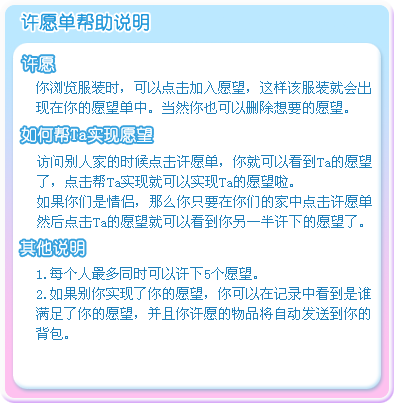 许愿单帮助说明
许愿
你浏览服装时，可以点击加入愿望，这样该服装就会出
现在你的愿望单中。当然你也可以删除想要的愿望。
如何帮Ta实现愿望
访问别人家的时候点击许愿单，你就可以看到Ta的愿望
了，点击帮Ta实现就可以实现Ta的愿望啦。
如果你们是情侣，那么你只要在你们的家中点击许愿单
然后点击Ta的愿望就可以看到你另一半许下的愿望了。
其他说明
1.每个人最多同时可以许下5个愿望。
2.如果别你实现了你的愿望，你可以在记录中看到是谁
满足了你的愿望，并且你许愿的物品将自动发送到你的
背包。